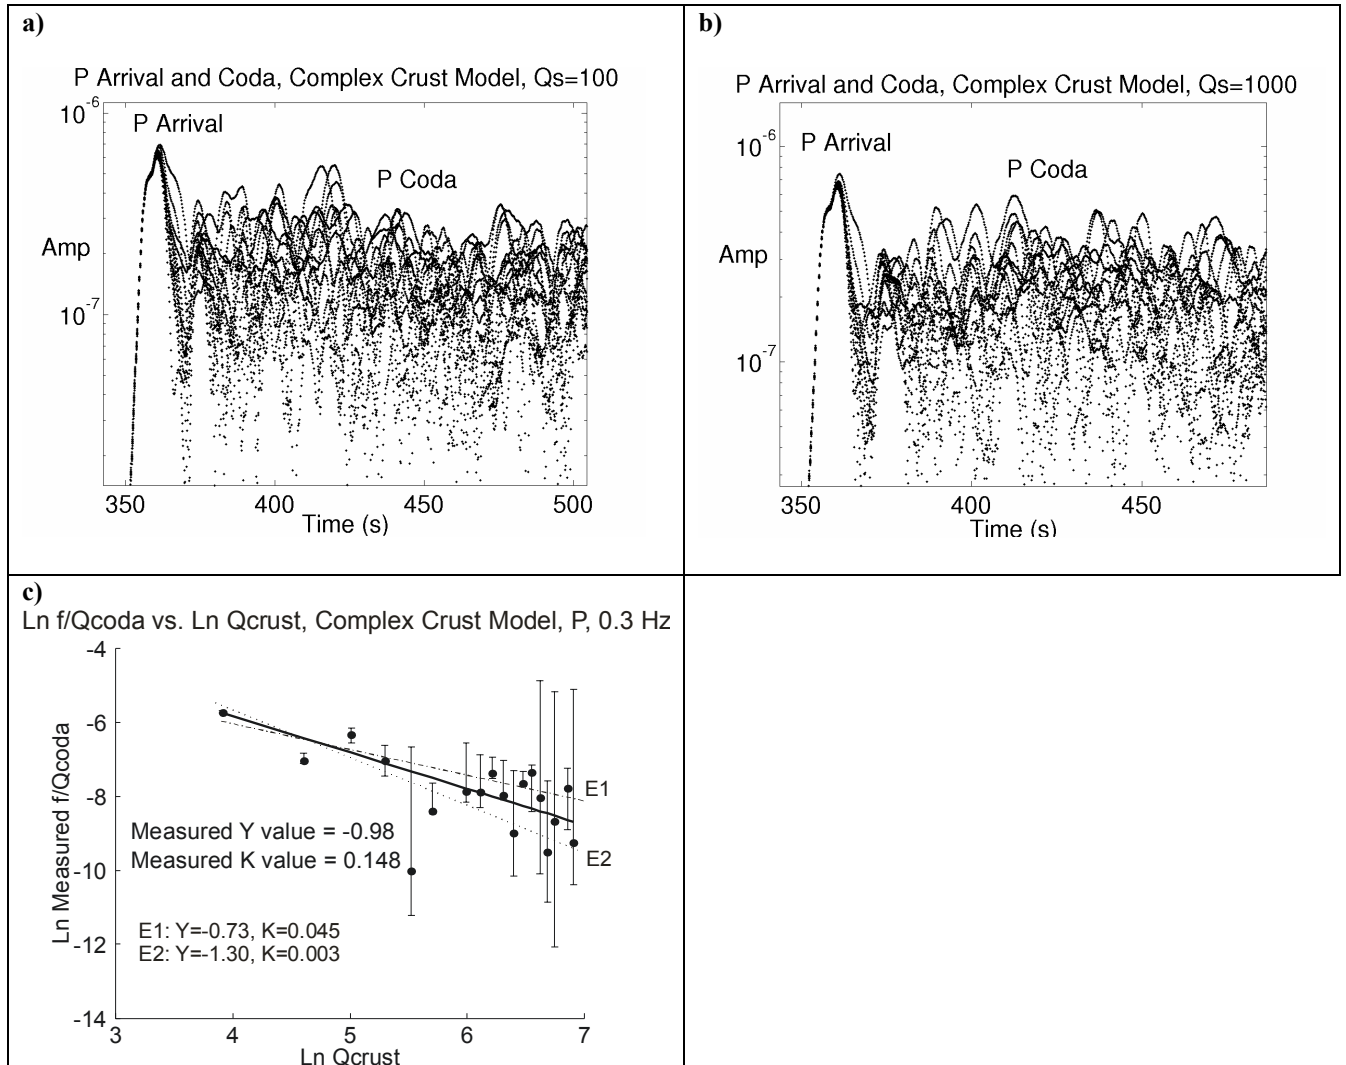 a)
P Arrival and Coda, Complex Crust Model, Qs=100
10^-6
P Arrival
P Coda
Amp
10^-7
350 400 450 500
Time (s)
b)
P Arrival and Coda, Complex Crust Model, Qs=1000
10^-6
P Arrival
P Coda
Amp
10^-7
350 400 450
Time (s)
c)
Ln f/Qcoda vs. Ln Qcrust, Complex Crust Model, P, 0.3 Hz
-4
-6
-8
-10
-12
-14
Ln Measured f/Qcoda
E1
Measured Y value = -0.98
Measured K value = 0.148
E2
E1: Y=-0.73, K=0.045
E2: Y=-1.30, K=0.003
3 4 5 6 7
Ln Qcrust